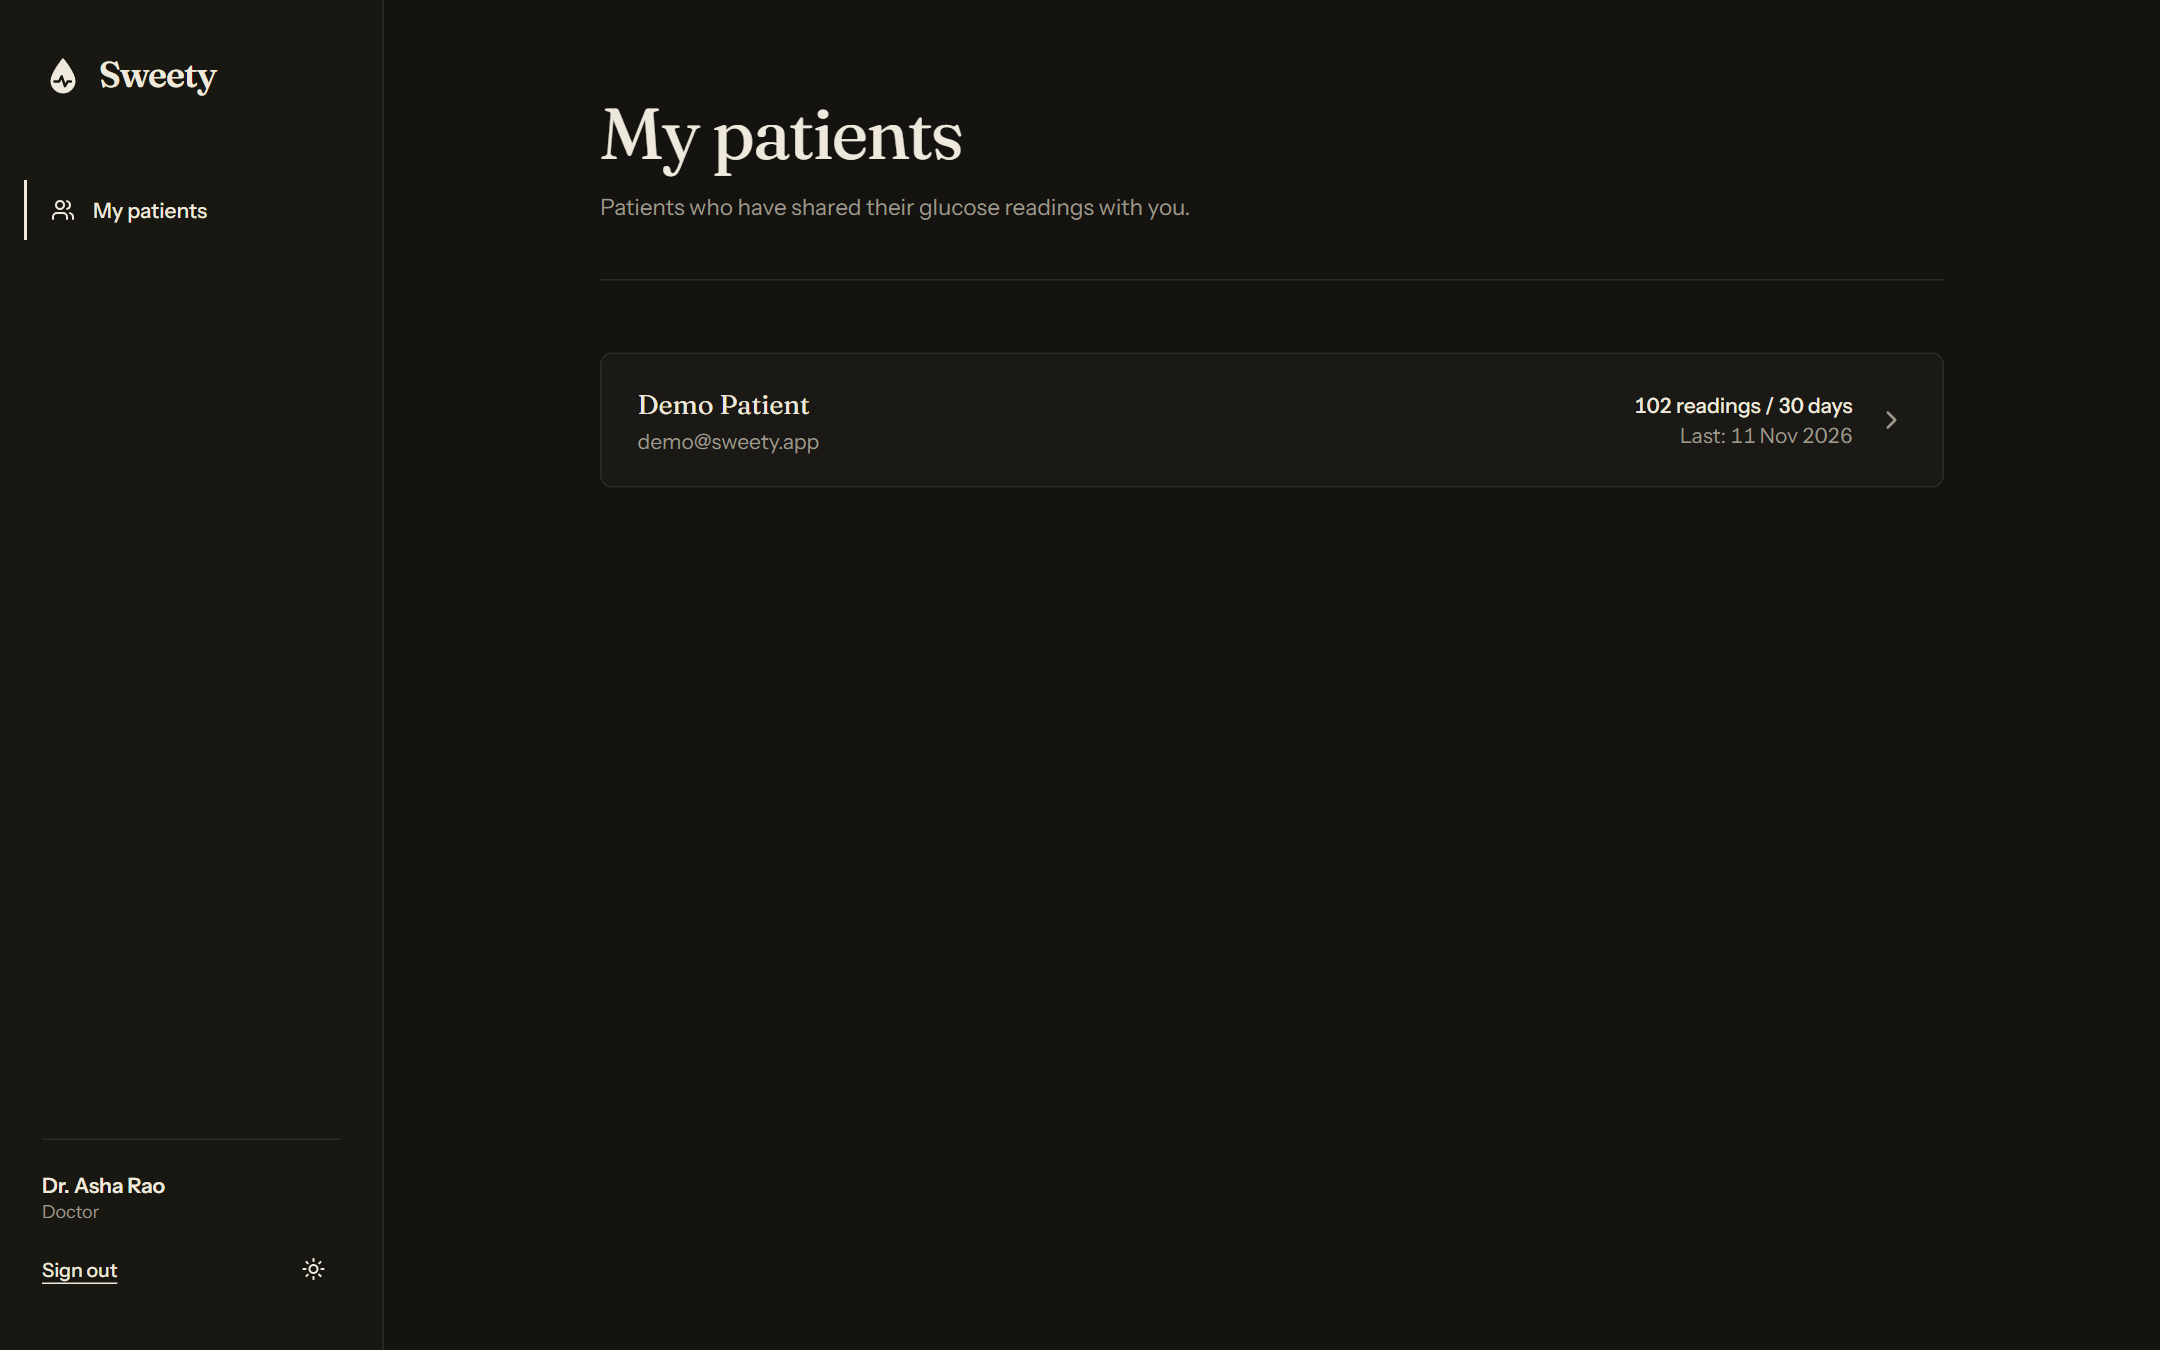 Sweety
My patients
My patients
Patients who have shared their glucose readings with you.
Demo Patient
demo@sweety.app
102 readings / 30 days
Last: 11 Nov 2026
Dr. Asha Rao
Doctor
Sign out